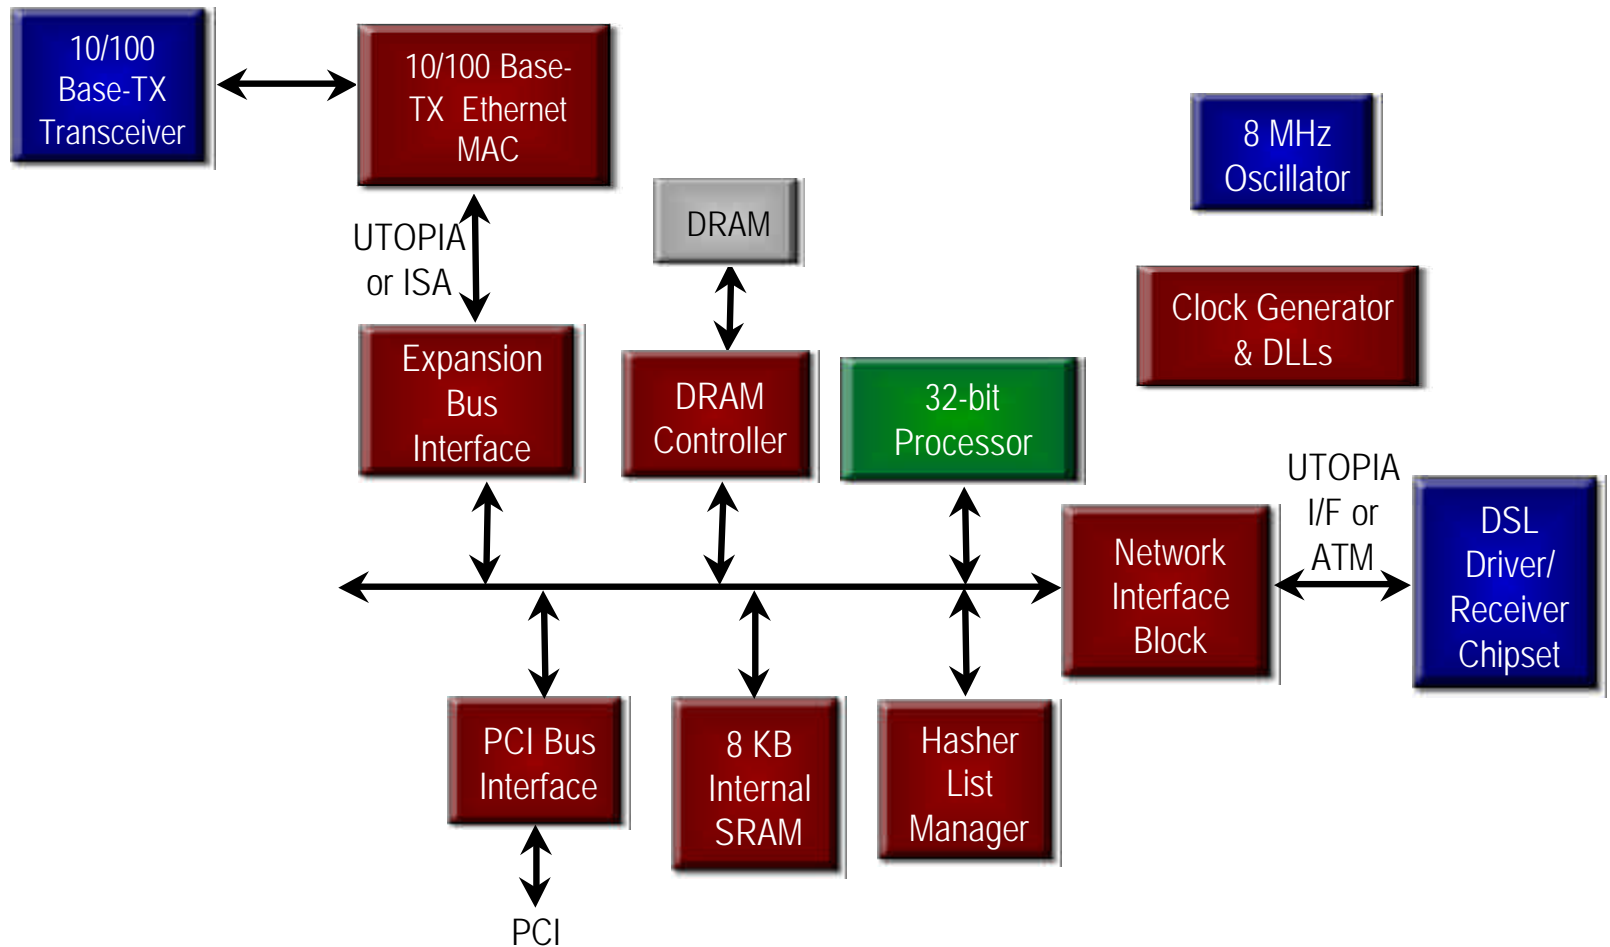 10/100
Base-TX
Transceiver
10/100 Base-
TX Ethernet
MAC
8 MHz
Oscillator
UTOPIA
or ISA
DRAM
Clock Generator
& DLLs
Expansion
Bus
Interface
DRAM
Controller
32-bit
Processor
UTOPIA
I/F or
ATM
Network
Interface
Block
DSL
Driver/
Receiver
Chipset
PCI Bus
Interface
8 KB
Internal
SRAM
Hasher
List
Manager
PCI